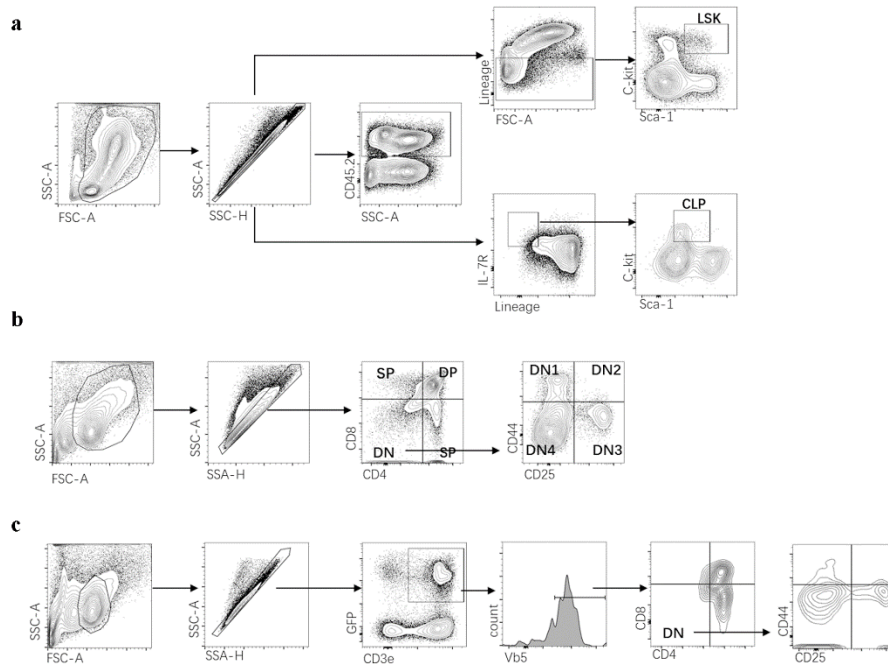 a
LSK
Lineage
FSC-A
C-kit
Sca-1
SSC-A
FSC-A
SSC-A
SSC-H
CD45.2
SSC-A
IL-7R
Lineage
CLP
C-kit
Sca-1
b
SSC-A
FSC-A
SSC-A
SSA-H
SP
DP
DN
SP
CD8
CD4
DN1
DN2
DN4
DN3
CD44
CD25
c
SSC-A
FSC-A
SSC-A
SSA-H
GFP
CD3e
count
Vb5
CD8
DN
CD4
CD44
CD25